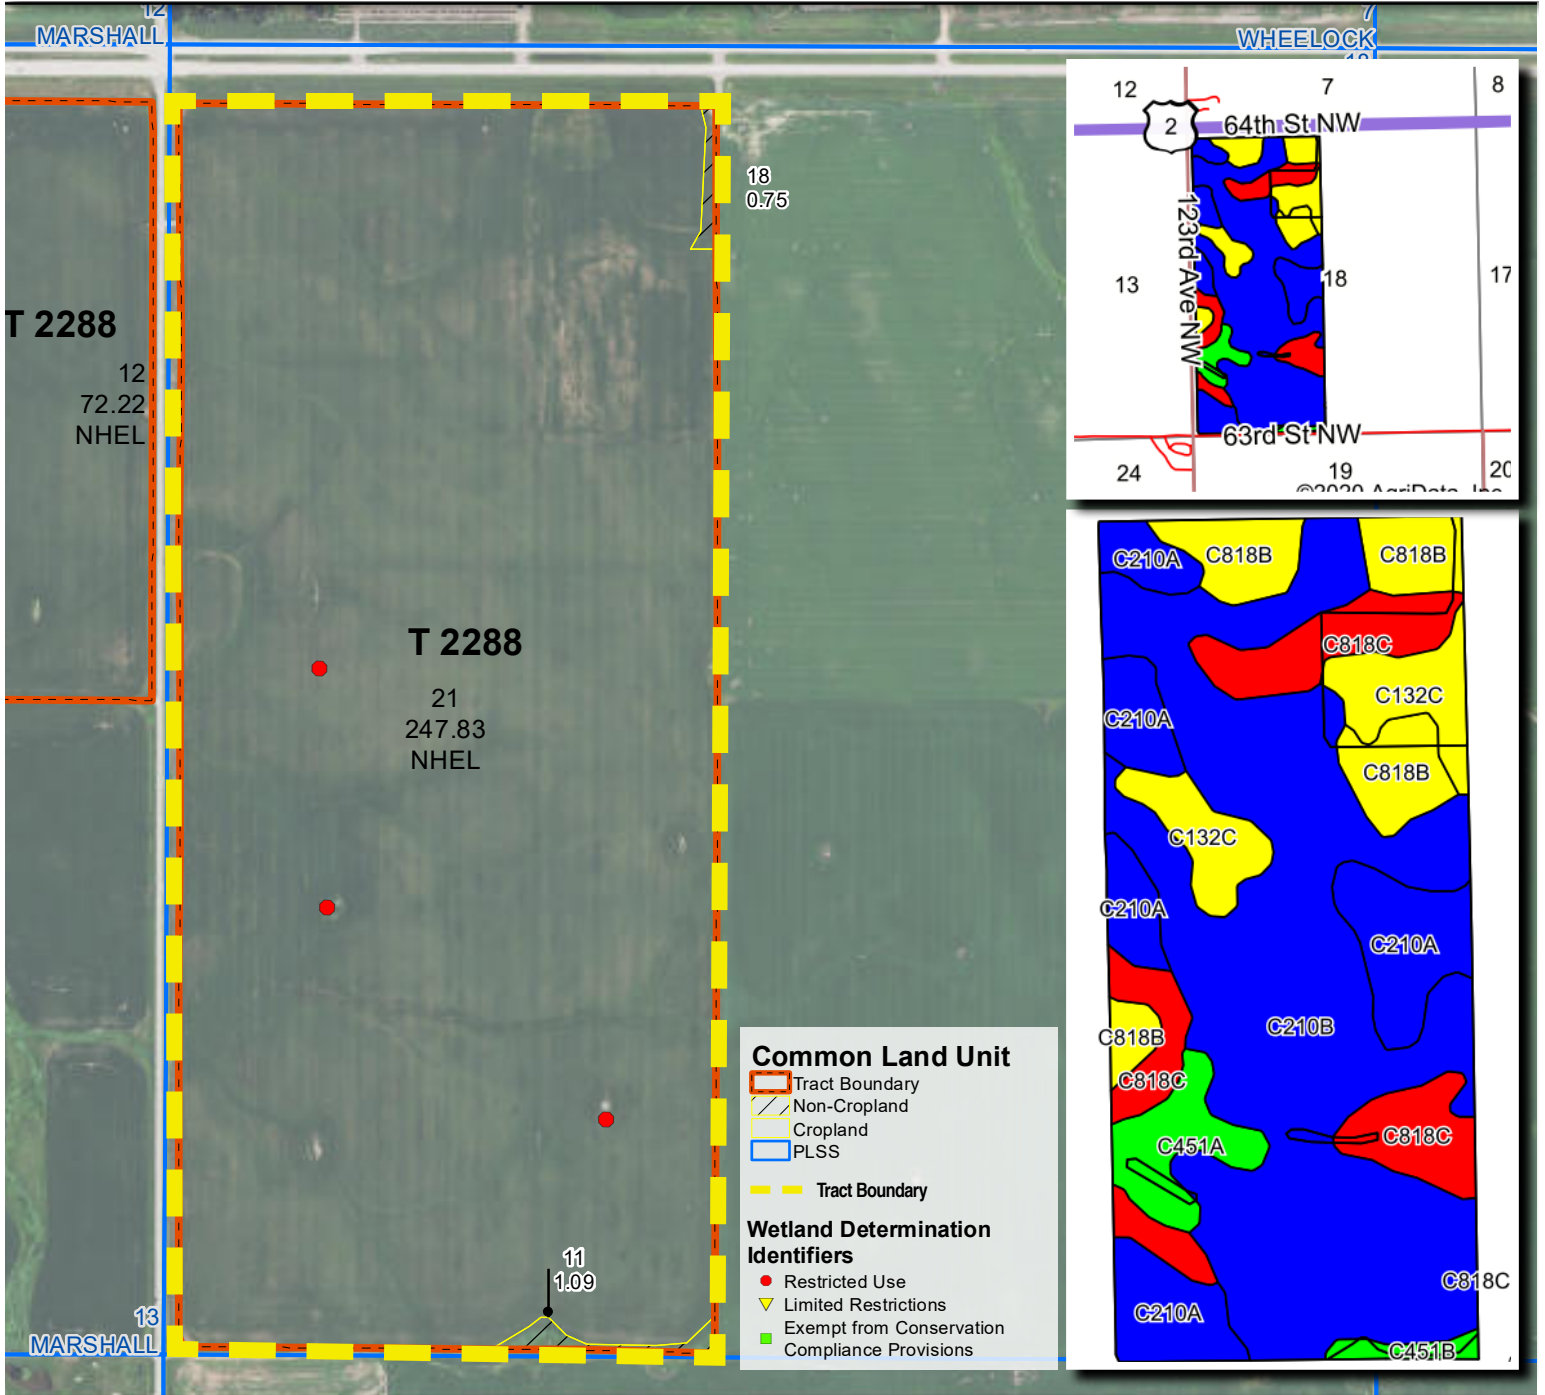 12
MARSHALL
7
WHEELOCK
18
18
0.75
T 2288
12
72.22
NHEL
T 2288
21
247.83
NHEL
11
1.09
13
MARSHALL
Common Land Unit
Tract Boundary
Non-Cropland
Cropland
PLSS
Tract Boundary
Wetland Determination
Identifiers
Restricted Use
Limited Restrictions
Exempt from Conservation
Compliance Provisions
12
7
8
2
64th St NW
123rd Ave NW
13
18
17
63rd St NW
24
19
20
©2020 AgriData, Inc
C210A
C818B
C818B
C818C
C132C
C210A
C818B
C132C
C210A
C210A
C210B
C818B
C818C
C818C
C451A
C818C
C210A
C451B